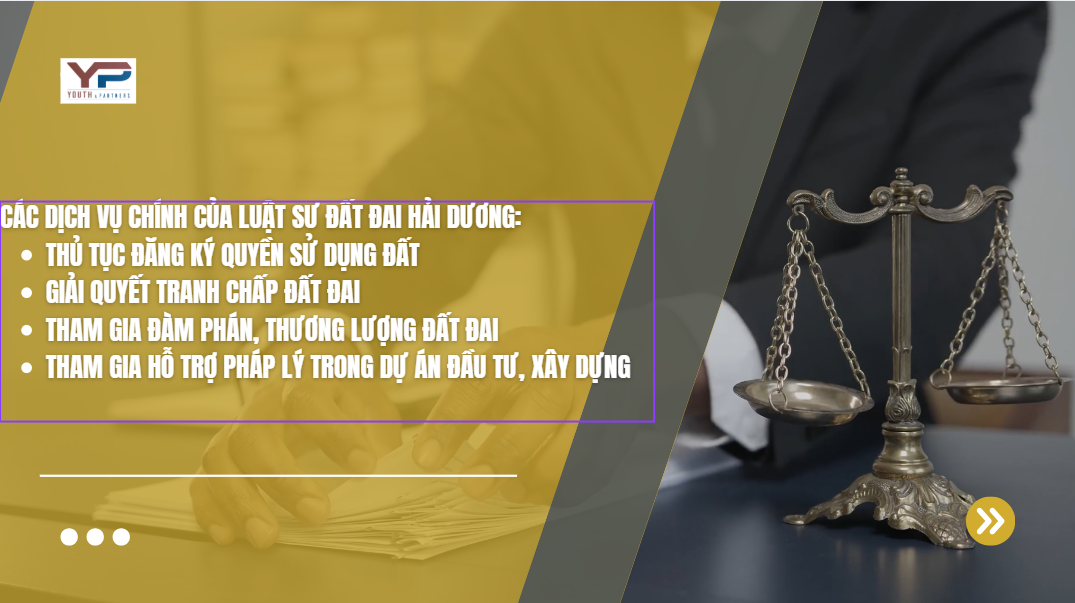 YP
YOUTH & PARTNERS
CÁC DỊCH VỤ CHÍNH CỦA LUẬT SƯ ĐẤT ĐAI HẢI DƯƠNG:
THỦ TỤC ĐĂNG KÝ QUYỀN SỬ DỤNG ĐẤT
GIẢI QUYẾT TRANH CHẤP ĐẤT ĐAI
THAM GIA ĐÀM PHÁN, THƯƠNG LƯỢNG ĐẤT ĐAI
THAM GIA HỖ TRỢ PHÁP LÝ TRONG DỰ ÁN ĐẦU TƯ, XÂY DỰNG